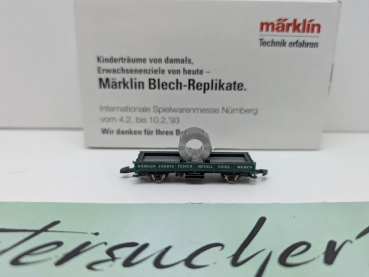 märklin
Technik erfahren
Kinderträume von damals,
Erwachsenenziele von heute –
Märklin Blech-Replikate.
Internationale Spielwarenmesse Nürnberg
vom 4.2. bis 10.2.'93
Wir danken für Ihren
tersucher